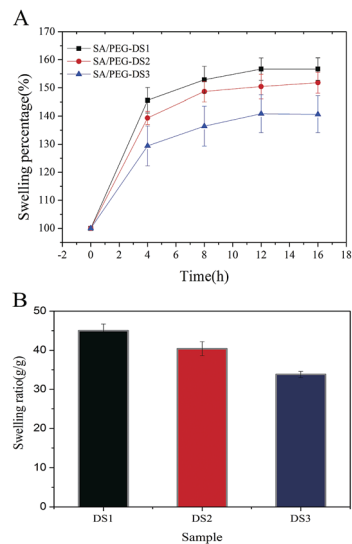 A
SA/PEG-DS1
SA/PEG-DS2
SA/PEG-DS3
Swelling percentage(%)
170
160
150
140
130
120
110
100
-2 0 2 4 6 8 10 12 14 16 18
Time(h)
B
Swelling ratio(g/g)
50
40
30
20
10
0
DS1 DS2 DS3
Sample